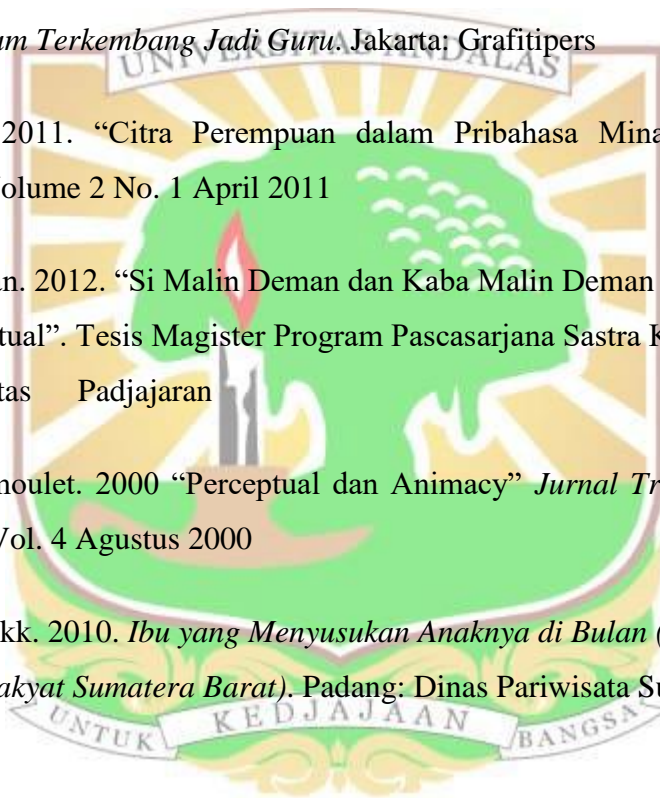 um Terkembang Jadi Guru. Jakarta: Grafitipers
UNIVERSITAS ANDALAS
2011. “Citra Perempuan dalam Pribahasa Mina
olume 2 No. 1 April 2011
an. 2012. “Si Malin Deman dan Kaba Malin Deman
tual”. Tesis Magister Program Pascasarjana Sastra K
tas Padjajaran
noulet. 2000 “Perceptual dan Animacy” Jurnal Tr
Vol. 4 Agustus 2000
kk. 2010. Ibu yang Menyusukan Anaknya di Bulan (
akyat Sumatera Barat). Padang: Dinas Pariwisata Su
UNTUK KEDJAJAAN BANGSA